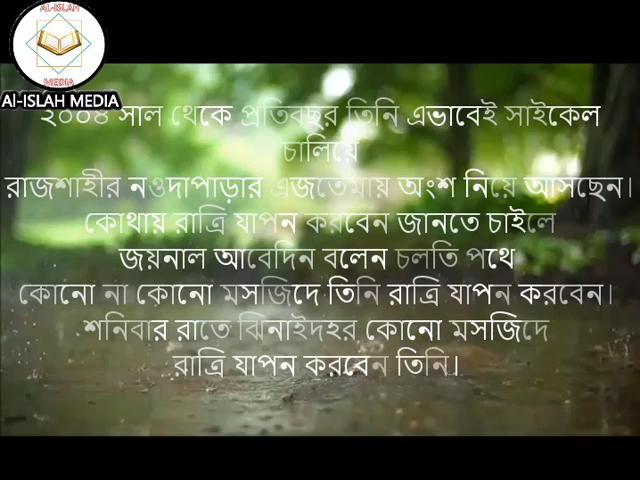 AL-ISLAH
MEDIA
Al-ISLAH MEDIA
২০০৪ সাল থেকে প্রতিবছর তিনি এভাবেই সাইকেল
চালিয়ে
রাজশাহীর নওদাপাড়ার এজতেমায় অংশ নিয়ে আসছেন।
কোথায় রাত্রি যাপন করবেন জানতে চাইলে
জয়নাল আবেদিন বলেন চলতি পথে
কোনো না কোনো মসজিদে তিনি রাত্রি যাপন করবেন।
শনিবার রাতে ঝিনাইদহর কোনো মসজিদে
রাত্রি যাপন করবেন তিনি।